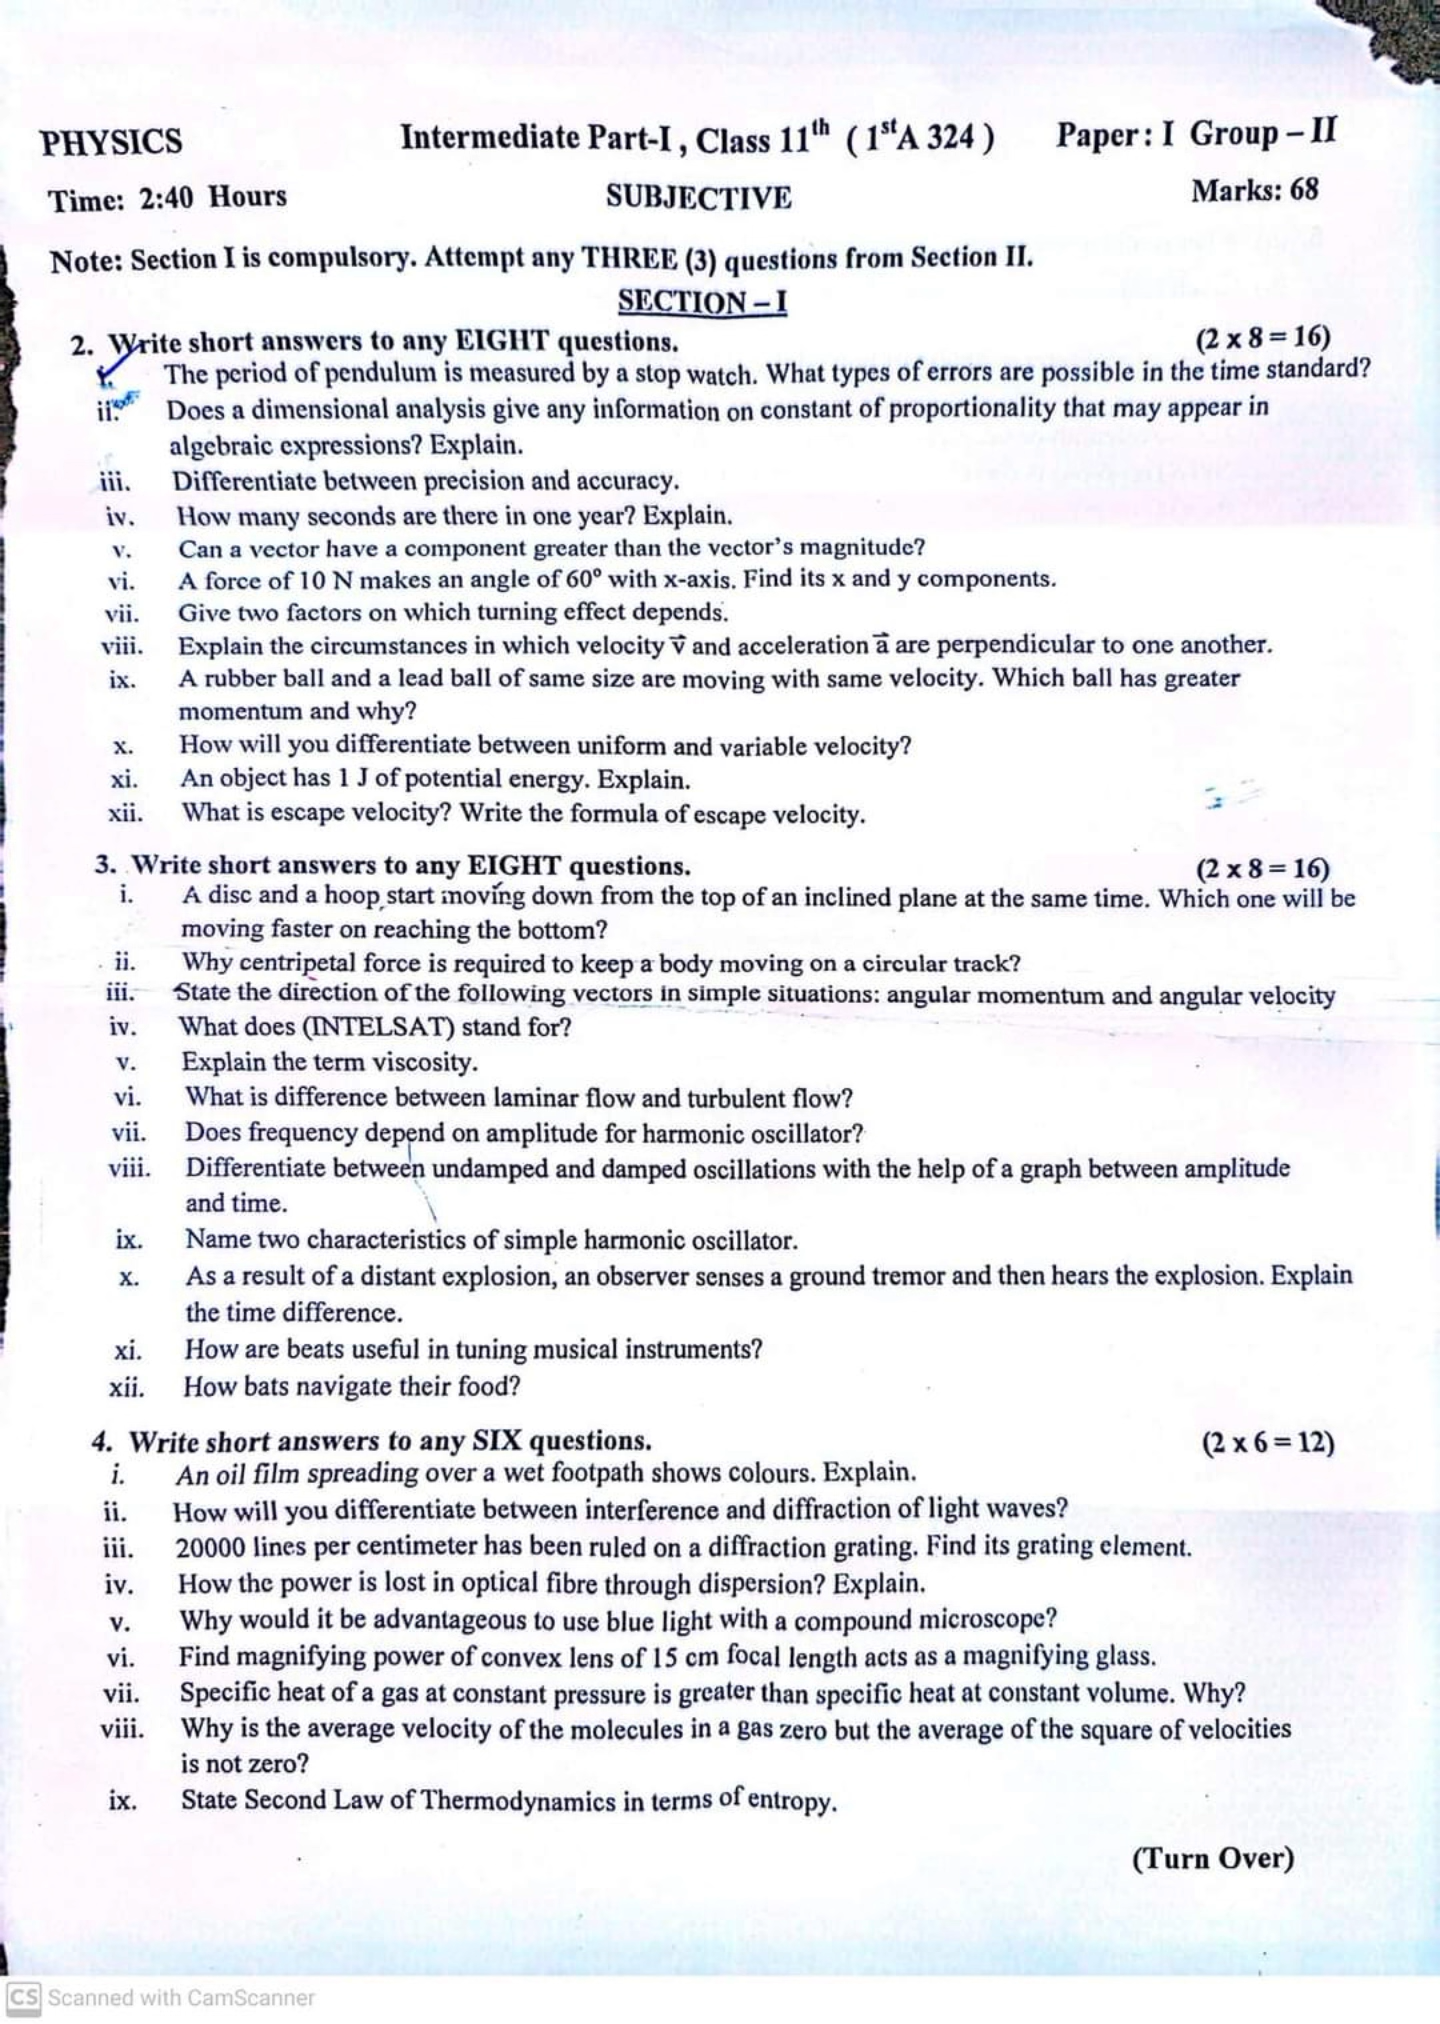 PHYSICS Intermediate Part-I , Class 11th ( 1stA 324 ) Paper : I Group – II
Time: 2:40 Hours SUBJECTIVE Marks: 68
Note: Section I is compulsory. Attempt any THREE (3) questions from Section II.
SECTION – I
2. Write short answers to any EIGHT questions. (2 x 8 = 16)
i. The period of pendulum is measured by a stop watch. What types of errors are possible in the time standard?
ii. Does a dimensional analysis give any information on constant of proportionality that may appear in
algebraic expressions? Explain.
iii. Differentiate between precision and accuracy.
iv. How many seconds are there in one year? Explain.
v. Can a vector have a component greater than the vector's magnitude?
vi. A force of 10 N makes an angle of 60º with x-axis. Find its x and y components.
vii. Give two factors on which turning effect depends.
viii. Explain the circumstances in which velocity v⃗ and acceleration a⃗ are perpendicular to one another.
ix. A rubber ball and a lead ball of same size are moving with same velocity. Which ball has greater
momentum and why?
x. How will you differentiate between uniform and variable velocity?
xi. An object has 1 J of potential energy. Explain.
xii. What is escape velocity? Write the formula of escape velocity.
3. Write short answers to any EIGHT questions. (2 x 8 = 16)
i. A disc and a hoop start moving down from the top of an inclined plane at the same time. Which one will be
moving faster on reaching the bottom?
ii. Why centripetal force is required to keep a body moving on a circular track?
iii. State the direction of the following vectors in simple situations: angular momentum and angular velocity
iv. What does (INTELSAT) stand for?
v. Explain the term viscosity.
vi. What is difference between laminar flow and turbulent flow?
vii. Does frequency depend on amplitude for harmonic oscillator?
viii. Differentiate between undamped and damped oscillations with the help of a graph between amplitude
and time.
ix. Name two characteristics of simple harmonic oscillator.
x. As a result of a distant explosion, an observer senses a ground tremor and then hears the explosion. Explain
the time difference.
xi. How are beats useful in tuning musical instruments?
xii. How bats navigate their food?
4. Write short answers to any SIX questions. (2 x 6 = 12)
i. An oil film spreading over a wet footpath shows colours. Explain.
ii. How will you differentiate between interference and diffraction of light waves?
iii. 20000 lines per centimeter has been ruled on a diffraction grating. Find its grating element.
iv. How the power is lost in optical fibre through dispersion? Explain.
v. Why would it be advantageous to use blue light with a compound microscope?
vi. Find magnifying power of convex lens of 15 cm focal length acts as a magnifying glass.
vii. Specific heat of a gas at constant pressure is greater than specific heat at constant volume. Why?
viii. Why is the average velocity of the molecules in a gas zero but the average of the square of velocities
is not zero?
ix. State Second Law of Thermodynamics in terms of entropy.
(Turn Over)
CS Scanned with CamScanner